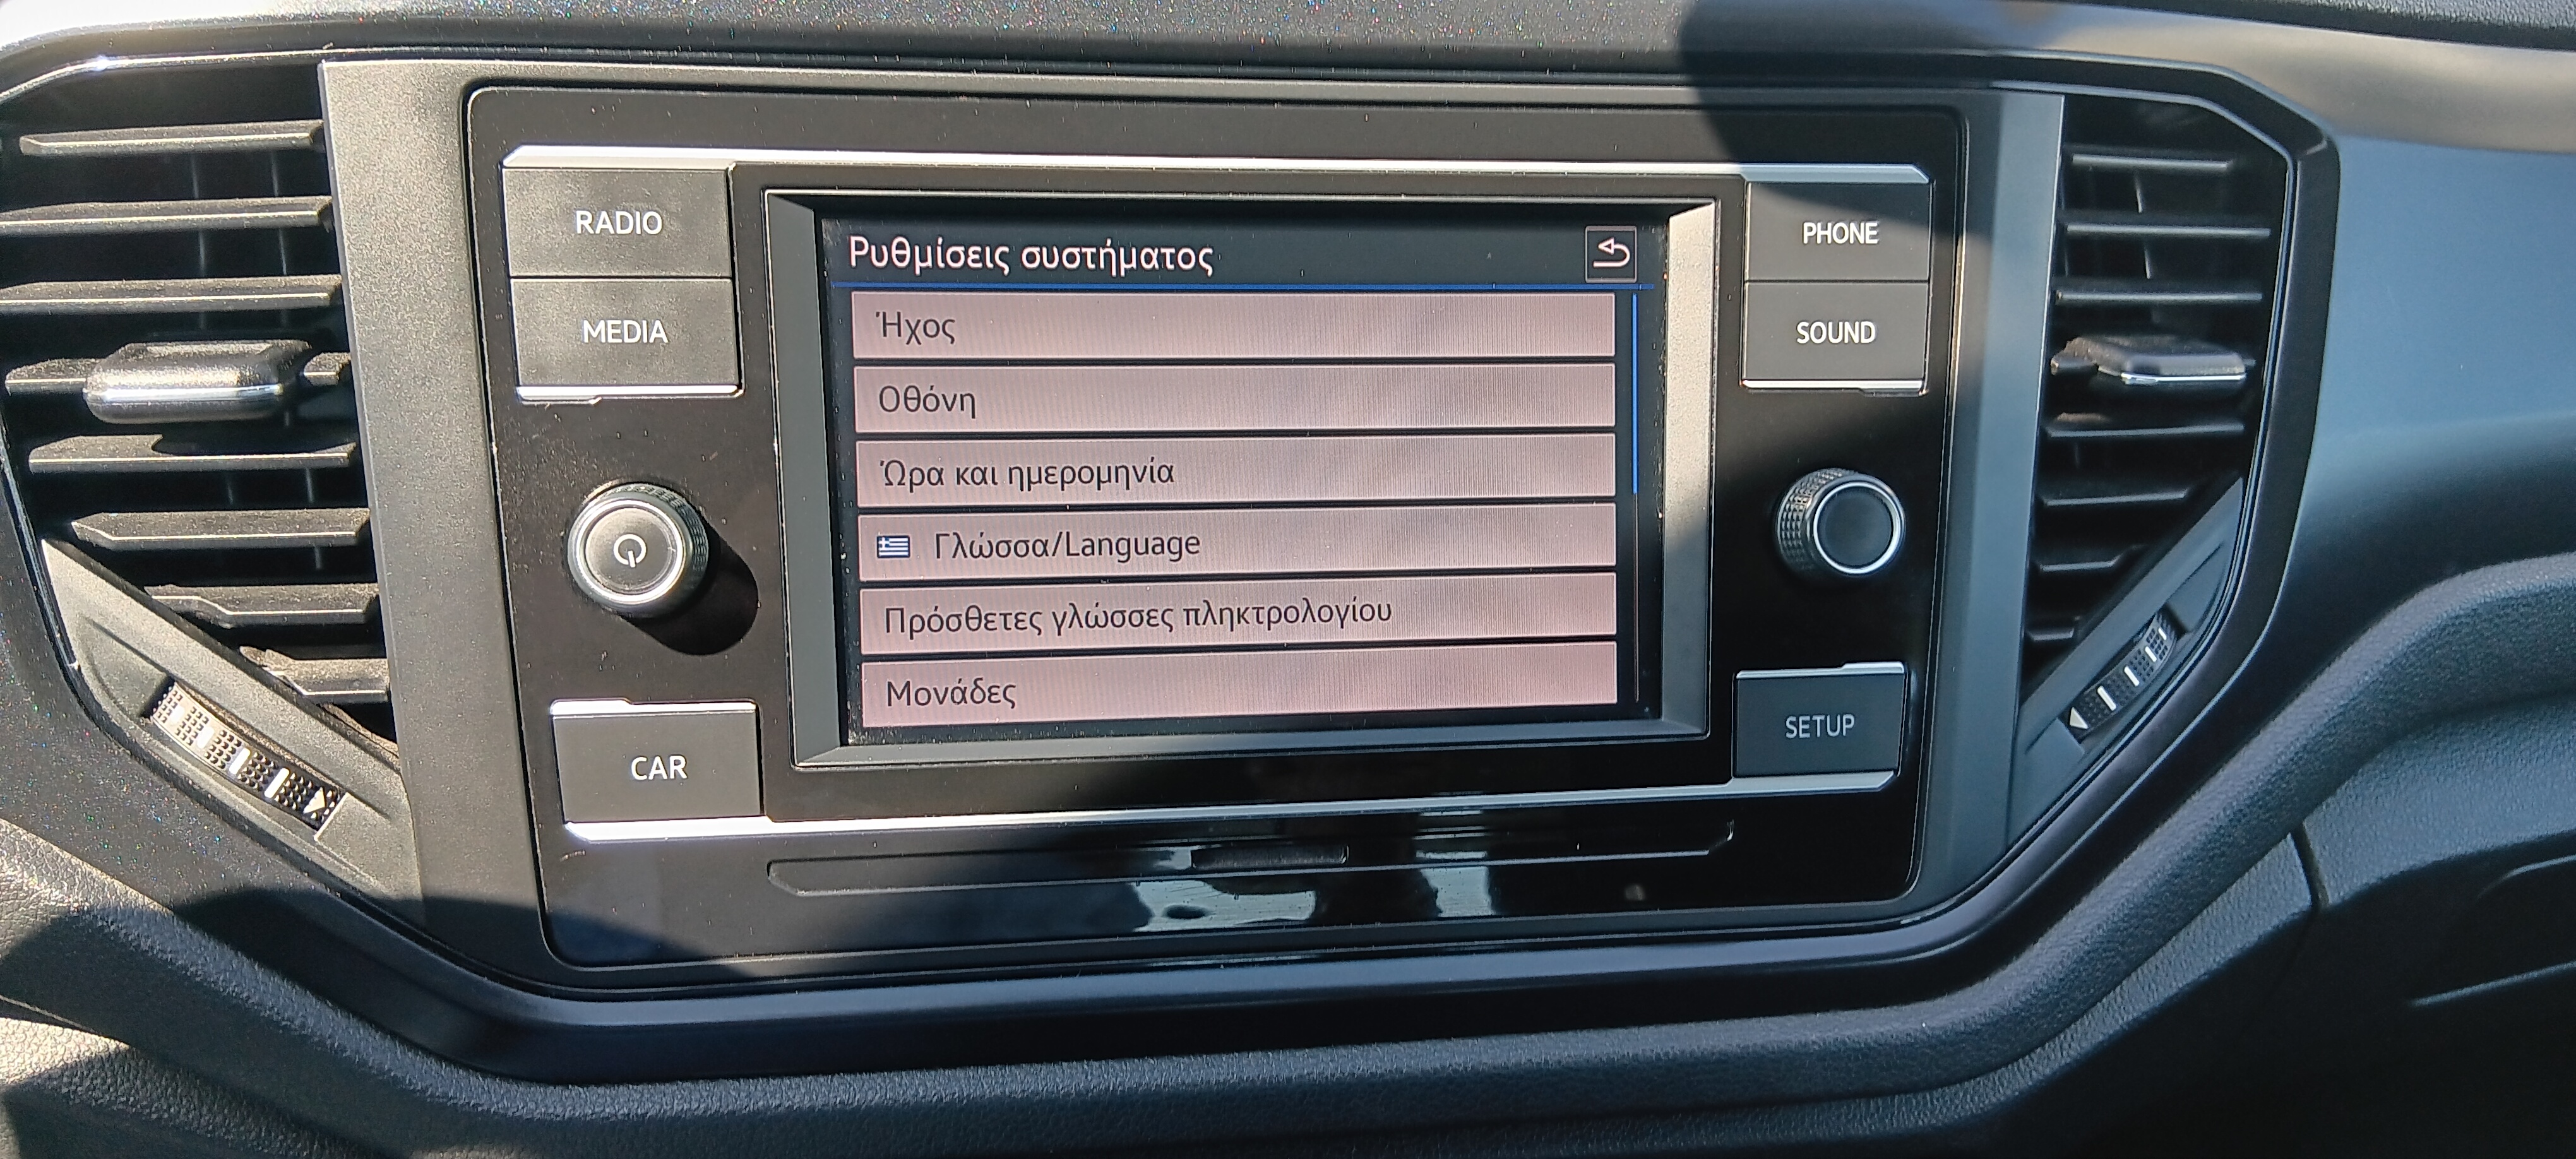 RADIO
MEDIA
CAR
Ρυθμίσεις συστήματος
Ήχος
Οθόνη
Ώρα και ημερομηνία
Γλώσσα/Language
Πρόσθετες γλώσσες πληκτρολογίου
Μονάδες
PHONE
SOUND
SETUP